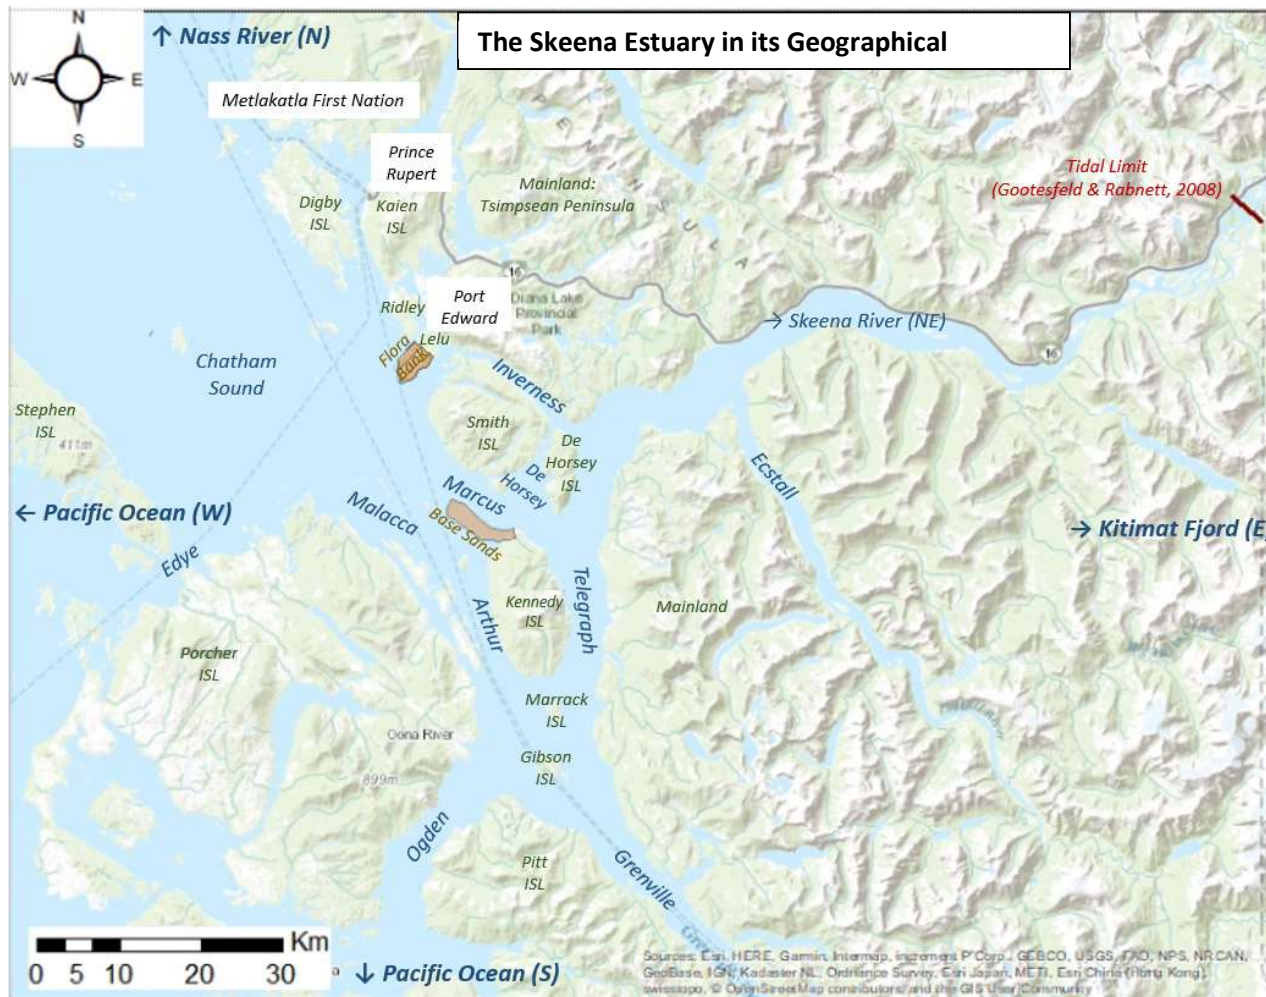 N
W
E
S
↑ Nass River (N)
The Skeena Estuary in its Geographical
Metlakatla First Nation
PENINSULA
Prince
Rupert
Tidal Limit
(Gootesfeld & Rabnett, 2008)
Mainland:
Tsimpsean Peninsula
Digby
ISL
Kaien
ISL
16
Ridley
Port
Edward
Diana Lake
Provincial
Park
→ Skeena River (NE)
Lelu
Flora
Bank
16
Chatham
Sound
Inverness
Stephen
ISL
411m
Smith
ISL
De
Horsey
ISL
De
Horsey
Ecstall
Marcus
Malacca
← Pacific Ocean (W)
Base Sands
→ Kitimat Fjord (E)
Edye
Telegraph
Arthur
Kennedy
ISL
Mainland
Porcher
ISL
Marrack
ISL
Oona River
Gibson
ISL
899m
Ogden
Pitt
ISL
Grenville
Km
0 5 10 20 30
↓ Pacific Ocean (S)
Sources: Esri, HERE, Garmin, Intermap, increment P Corp., GEBCO, USGS, FAO, NPS, NRCAN,
GeoBase, IGN, Kadaster NL, Ordnance Survey, Esri Japan, METI, Esri China (Hong Kong),
swisstopo, © OpenStreetMap contributors, and the GIS User Community